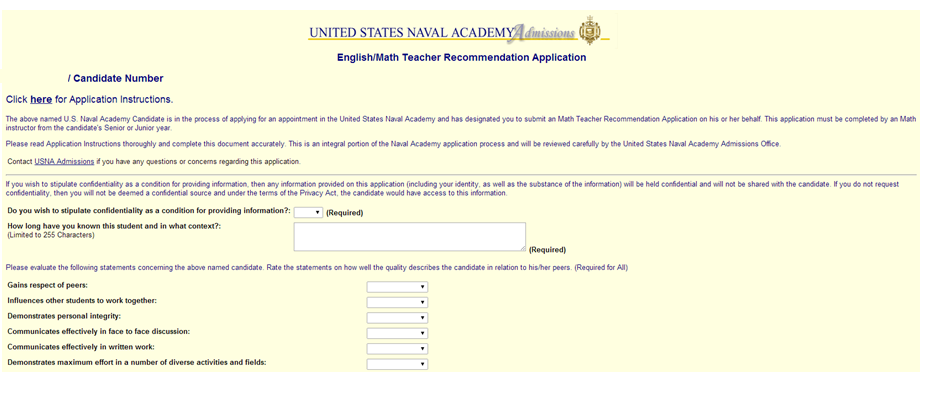 UNITED STATES NAVAL ACADEMY Admissions
English/Math Teacher Recommendation Application
/ Candidate Number
Click here for Application Instructions.
The above named U.S. Naval Academy Candidate is in the process of applying for an appointment in the United States Naval Academy and has designated you to submit an Math Teacher Recommendation Application on his or her behalf. This application must be completed by an Math
instructor from the candidate's Senior or Junior year.
Please read Application Instructions thoroughly and complete this document accurately. This is an integral portion of the Naval Academy application process and will be reviewed carefully by the United States Naval Academy Admissions Office.
Contact USNA Admissions if you have any questions or concerns regarding this application.
If you wish to stipulate confidentiality as a condition for providing information, then any information provided on this application (including your identity, as well as the substance of the information) will be held confidential and will not be shared with the candidate. If you do not request
confidentiality, then you will not be deemed a confidential source and under the terms of the Privacy Act, the candidate would have access to this information.
Do you wish to stipulate confidentiality as a condition for providing information?: (Required)
How long have you known this student and in what context?:
(Limited to 255 Characters)
(Required)
Please evaluate the following statements concerning the above named candidate. Rate the statements on how well the quality describes the candidate in relation to his/her peers. (Required for All)
Gains respect of peers:
Influences other students to work together:
Demonstrates personal integrity:
Communicates effectively in face to face discussion:
Communicates effectively in written work:
Demonstrates maximum effort in a number of diverse activities and fields: